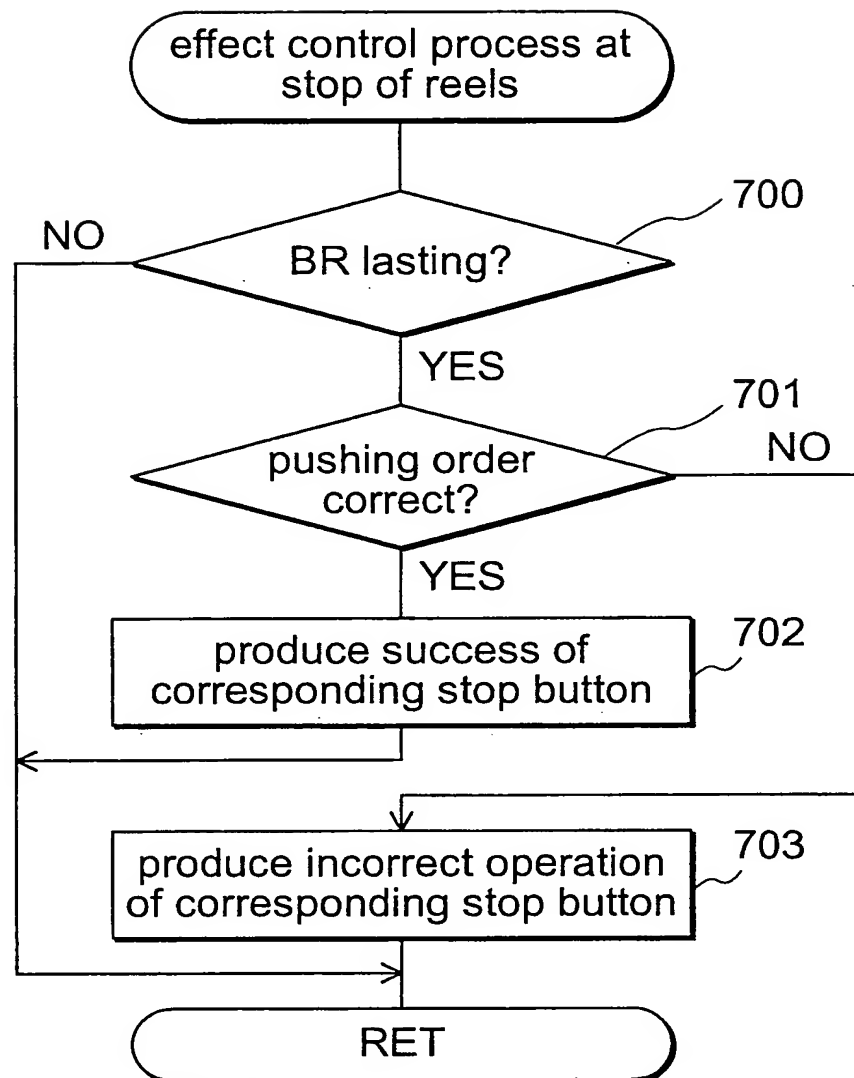 effect control process at
stop of reels
700
NO
BR lasting?
YES
701
pushing order
correct?
NO
YES
702
produce success of
corresponding stop button
703
produce incorrect operation
of corresponding stop button
RET